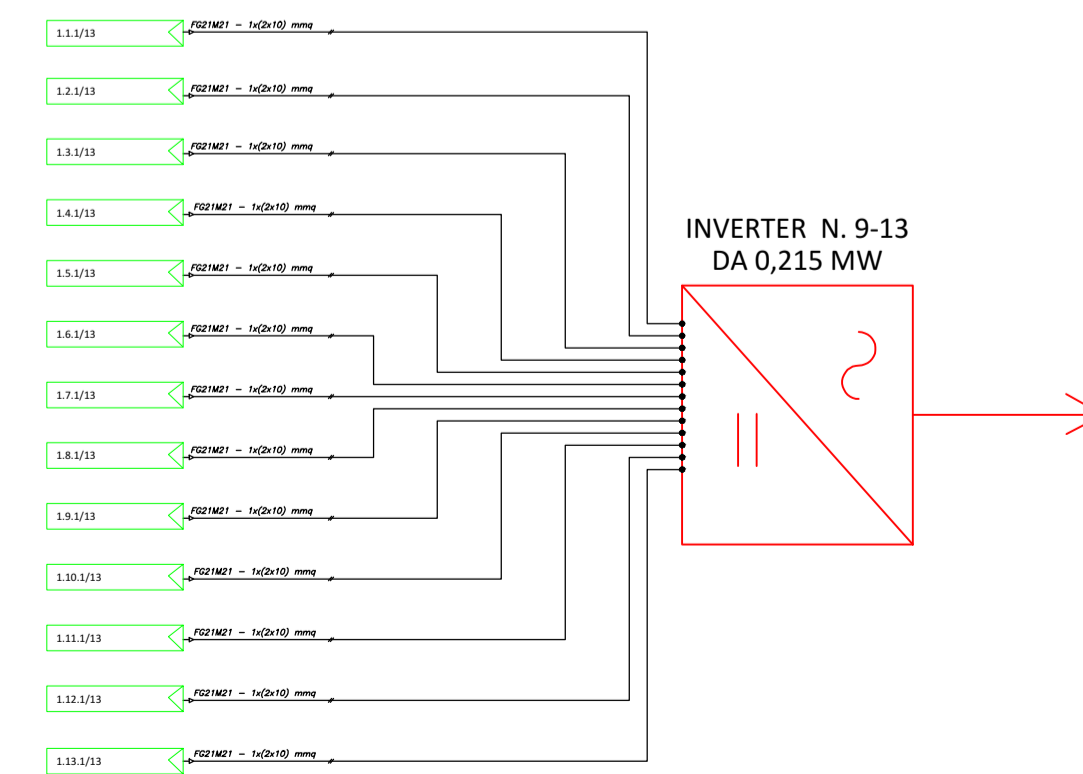 1.1.1/13 FG21M21 - 1x(2x10) mmq
1.2.1/13 FG21M21 - 1x(2x10) mmq
1.3.1/13 FG21M21 - 1x(2x10) mmq
1.4.1/13 FG21M21 - 1x(2x10) mmq
INVERTER N. 9-13
DA 0,215 MW
1.5.1/13 FG21M21 - 1x(2x10) mmq
1.6.1/13 FG21M21 - 1x(2x10) mmq
1.7.1/13 FG21M21 - 1x(2x10) mmq
1.8.1/13 FG21M21 - 1x(2x10) mmq
1.9.1/13 FG21M21 - 1x(2x10) mmq
1.10.1/13 FG21M21 - 1x(2x10) mmq
1.11.1/13 FG21M21 - 1x(2x10) mmq
1.12.1/13 FG21M21 - 1x(2x10) mmq
1.13.1/13 FG21M21 - 1x(2x10) mmq